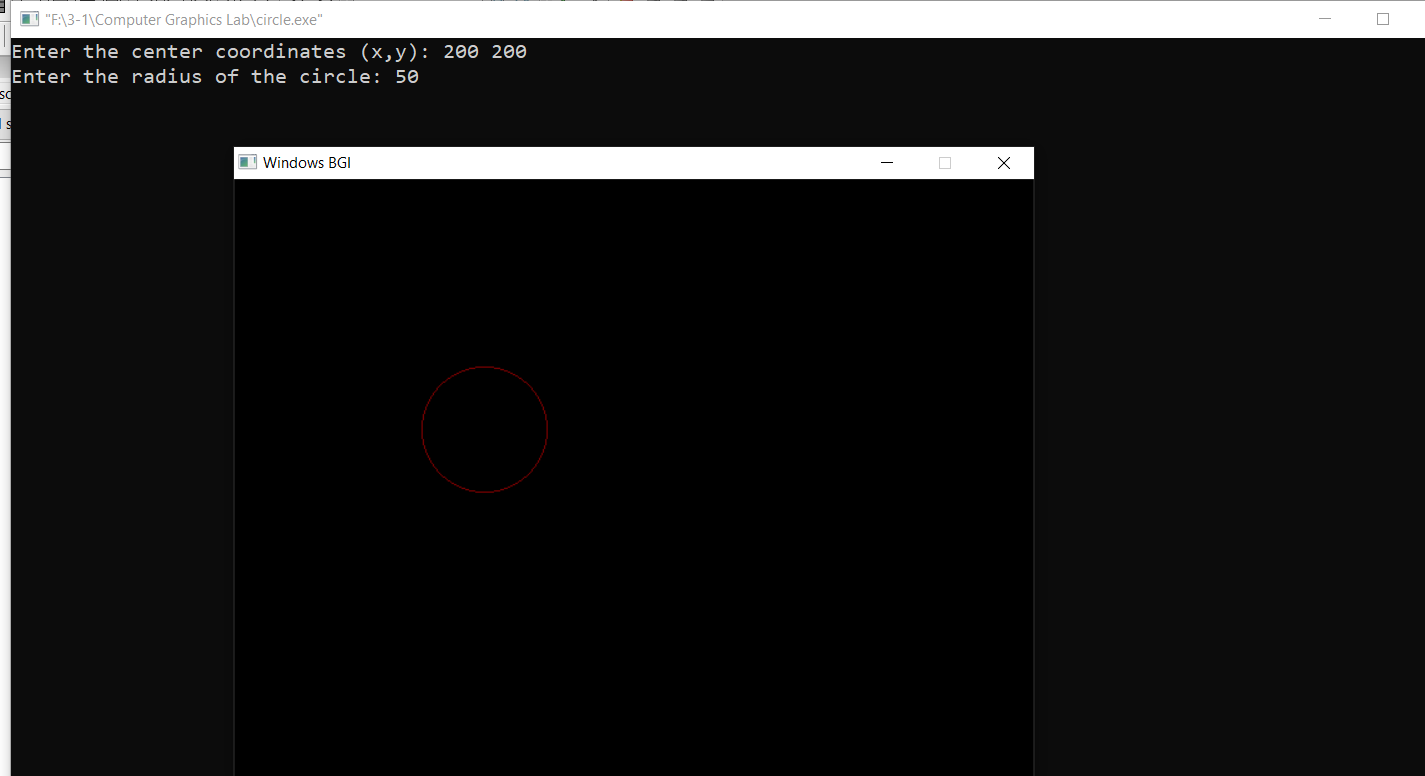 "F:\3-1\Computer Graphics Lab\circle.exe"
Enter the center coordinates (x,y): 200 200
Enter the radius of the circle: 50
Windows BGI